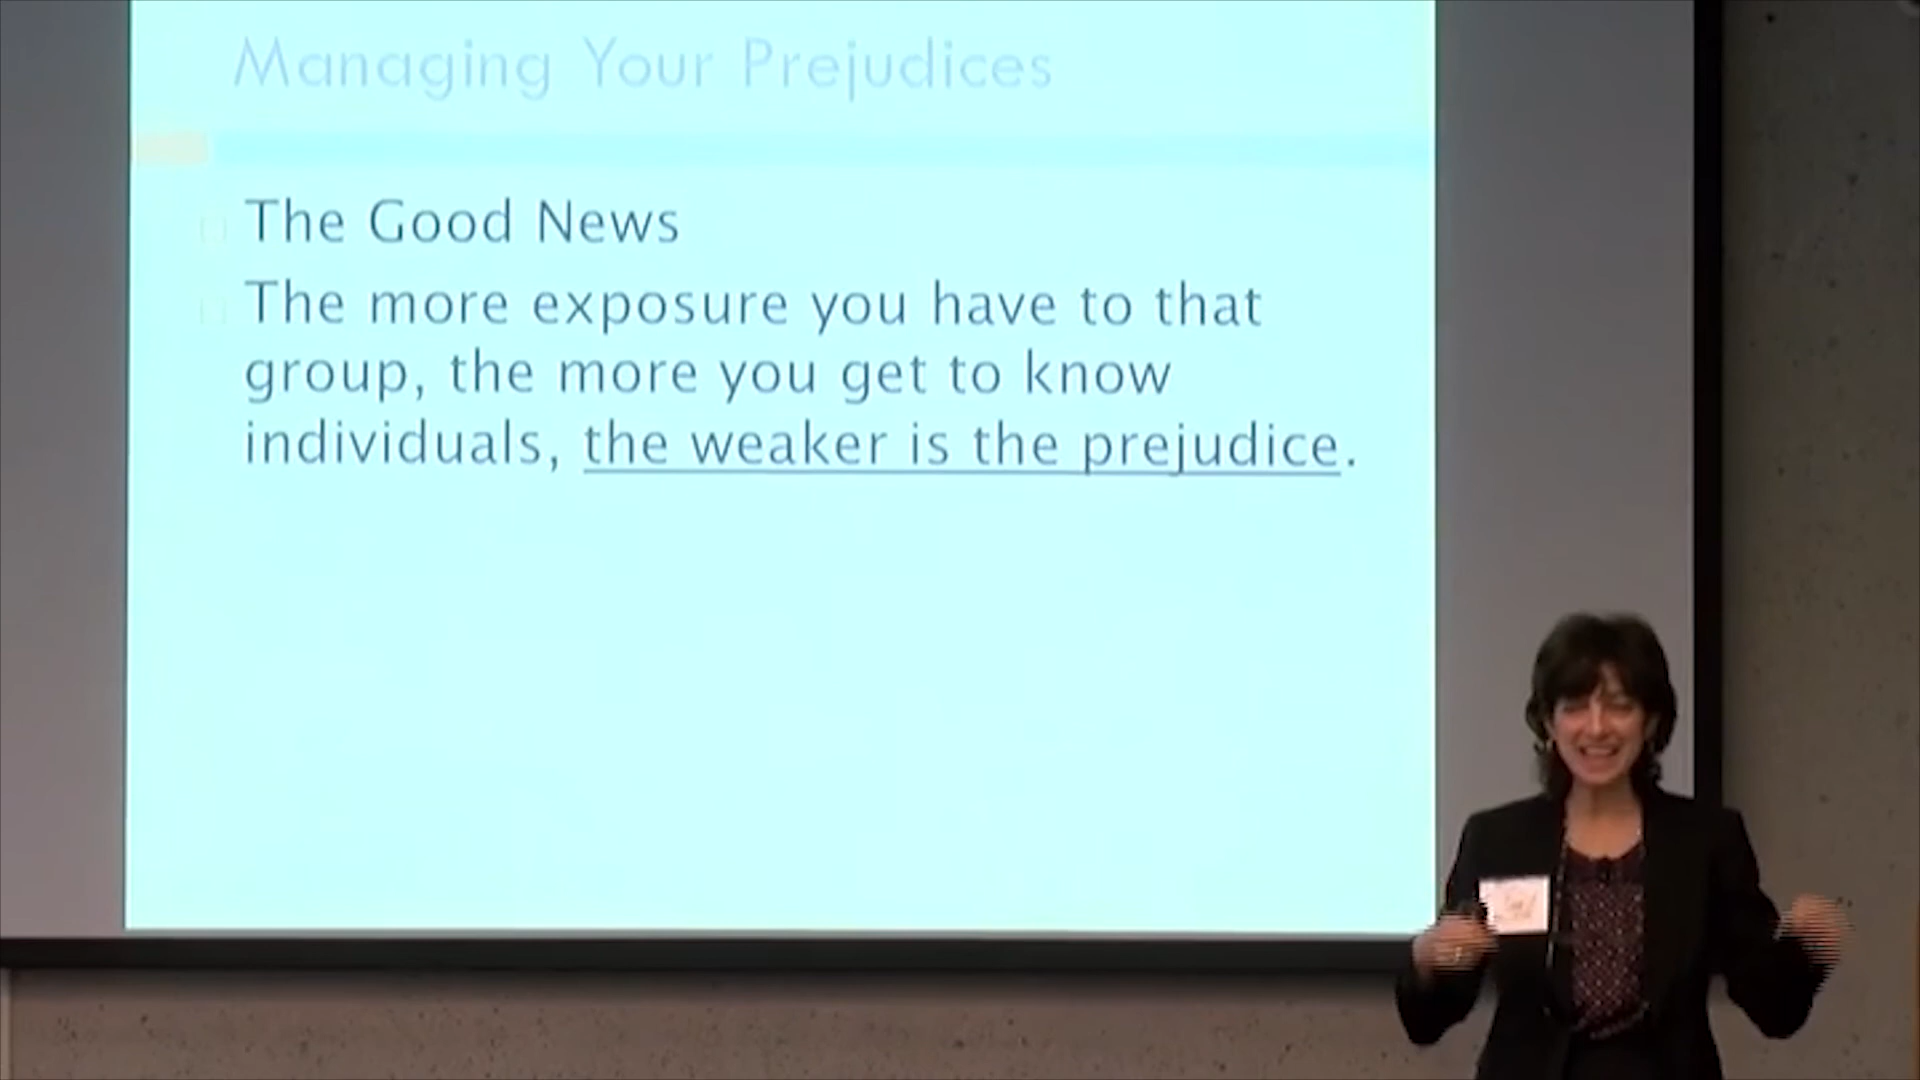 Managing Your Prejudices
The Good News
The more exposure you have to that
group, the more you get to know
individuals, the weaker is the prejudice.